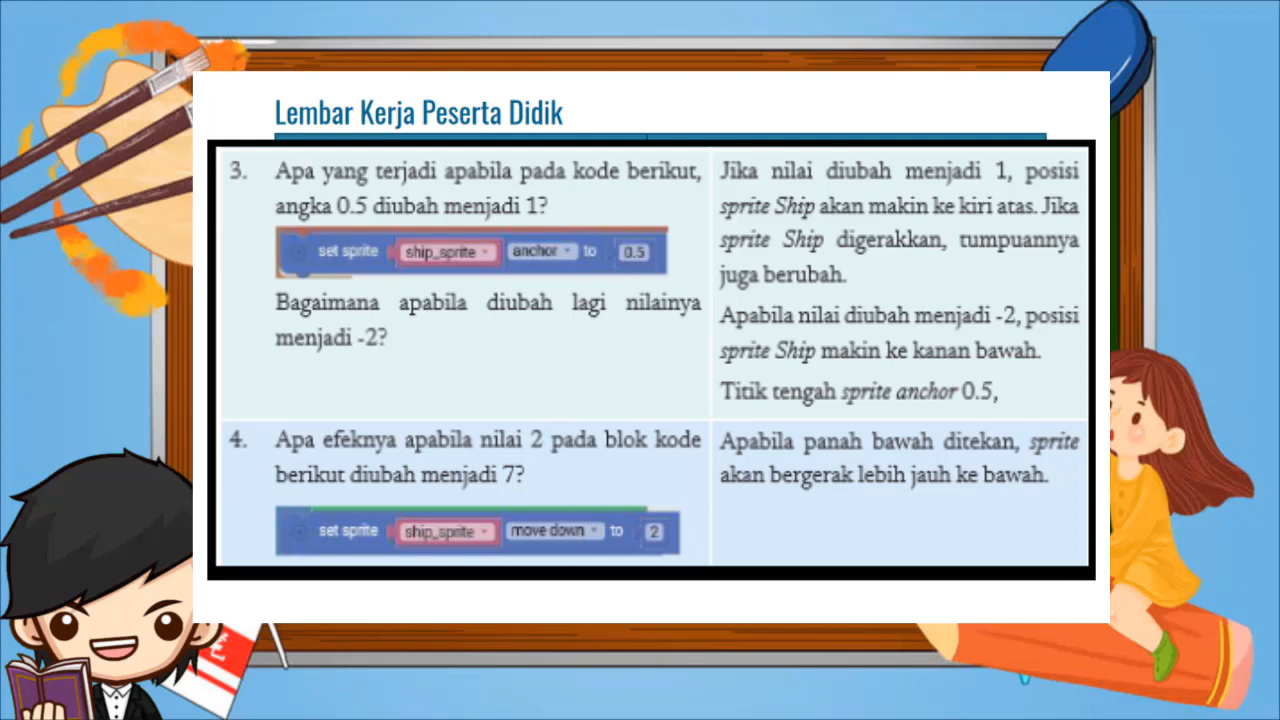 Lembar Kerja Peserta Didik
3. Apa yang terjadi apabila pada kode berikut,
angka 0.5 diubah menjadi 1?
set sprite ship_sprite anchor to 0.5
Bagaimana apabila diubah lagi nilainya
menjadi -2?
Jika nilai diubah menjadi 1, posisi
sprite Ship akan makin ke kiri atas. Jika
sprite Ship digerakkan, tumpuannya
juga berubah.
Apabila nilai diubah menjadi -2, posisi
sprite Ship makin ke kanan bawah.
Titik tengah sprite anchor 0.5,
4. Apa efeknya apabila nilai 2 pada blok kode
berikut diubah menjadi 7?
set sprite ship_sprite move down to 2
Apabila panah bawah ditekan, sprite
akan bergerak lebih jauh ke bawah.